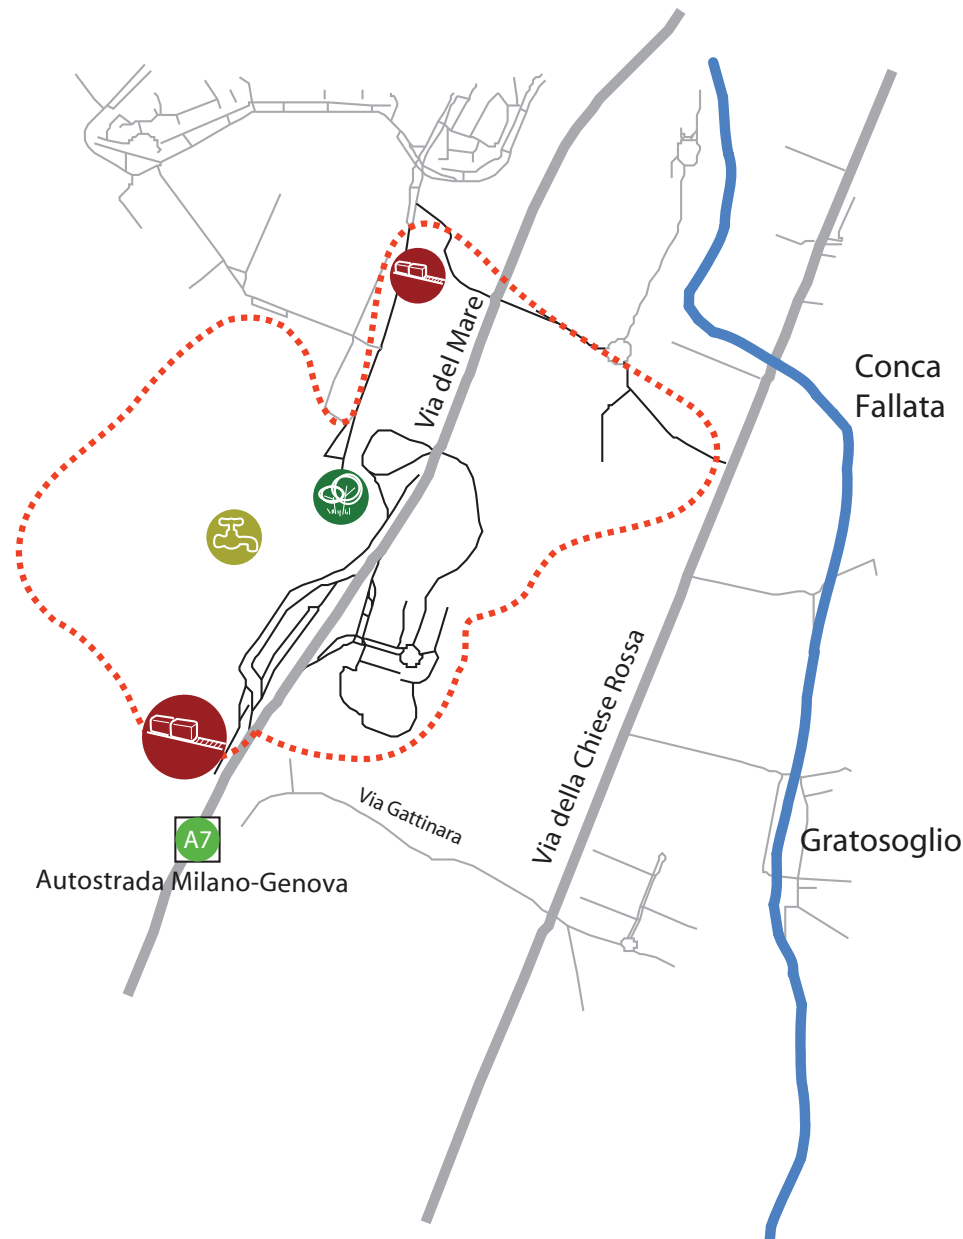 Via del Mare
Conca
Fallata
Via della Chiese Rossa
Via Gattinara
A7
Gratosoglio
Autostrada Milano-Genova